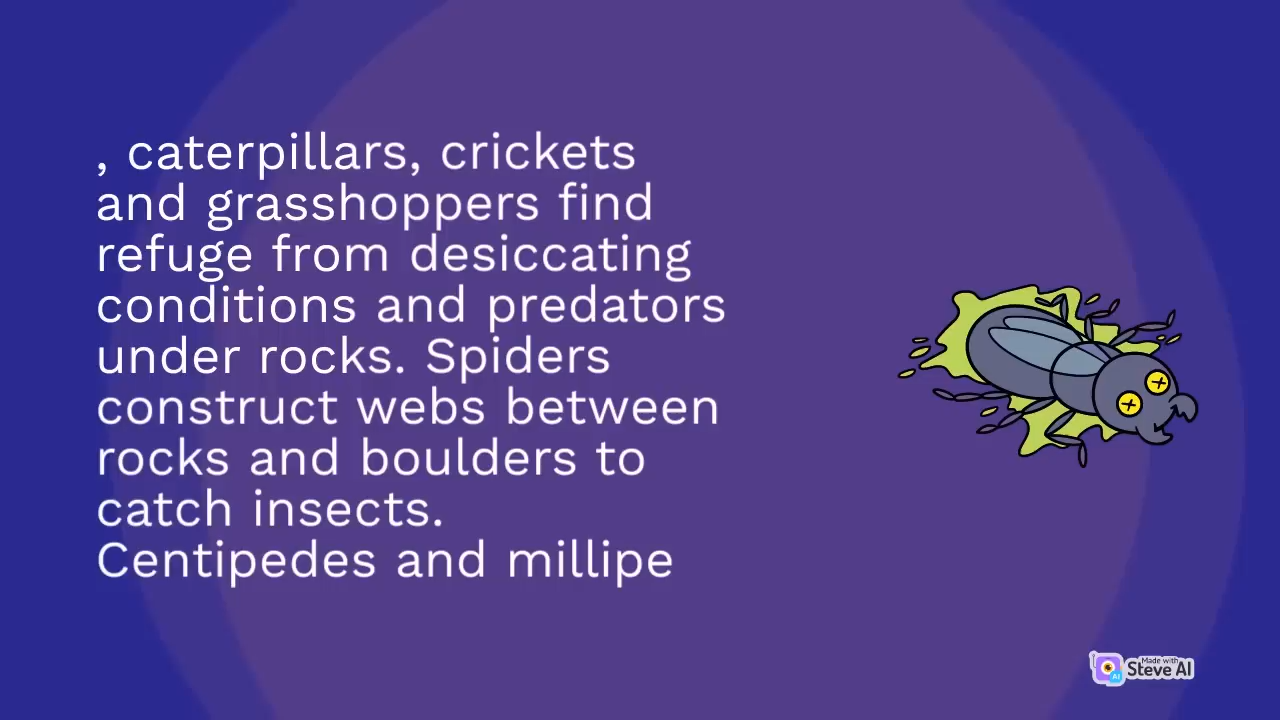 , caterpillars, crickets
and grasshoppers find
refuge from desiccating
conditions and predators
under rocks. Spiders
construct webs between
rocks and boulders to
catch insects.
Centipedes and millipe
Made with
Steve AI
AI